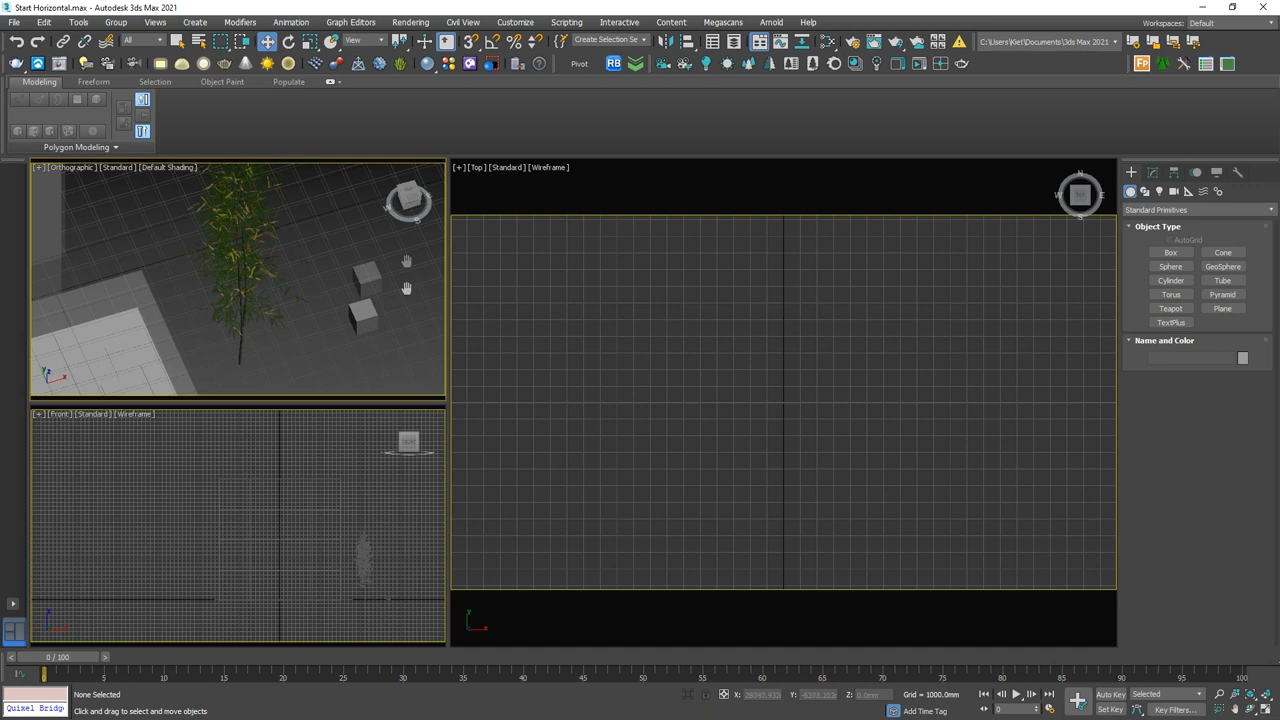 Start Horizontal.max - Autodesk 3ds Max 2021
File Edit Tools Group Views Create Modifiers Animation Graph Editors Rendering Civil View Customize Scripting Interactive Content Megascans Arnold Help
Workspaces: Default
All
View
Create Selection Se
C:\Users\Kiet\Documents\3ds Max 2021
Pivot
RB
Fp
Modeling Freeform Selection Object Paint Populate
Polygon Modeling
[+] [Orthographic] [Standard] [Default Shading]
[+] [Top] [Standard] [Wireframe]
N
W
E
S
Standard Primitives
Object Type
AutoGrid
Box Cone
Sphere GeoSphere
Cylinder Tube
Torus Pyramid
Teapot Plane
TextPlus
Name and Color
[+] [Front] [Standard] [Wireframe]
0 / 100
0 5 10 15 20 25 30 35 40 45 50 55 60 65 70 75 80 85 90 95 100
None Selected
X:
Y:
Z: 0.0mm
Grid = 1000.0mm
Auto Key
Selected
Quixel Bridg
Click and drag to select and move objects
Add Time Tag
0
Set Key
Key Filters...